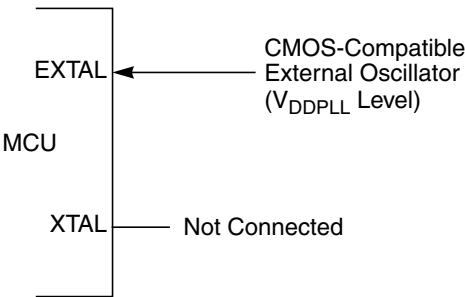 EXTAL
CMOS-Compatible
External Oscillator
(VDDPLL Level)
MCU
XTAL
Not Connected